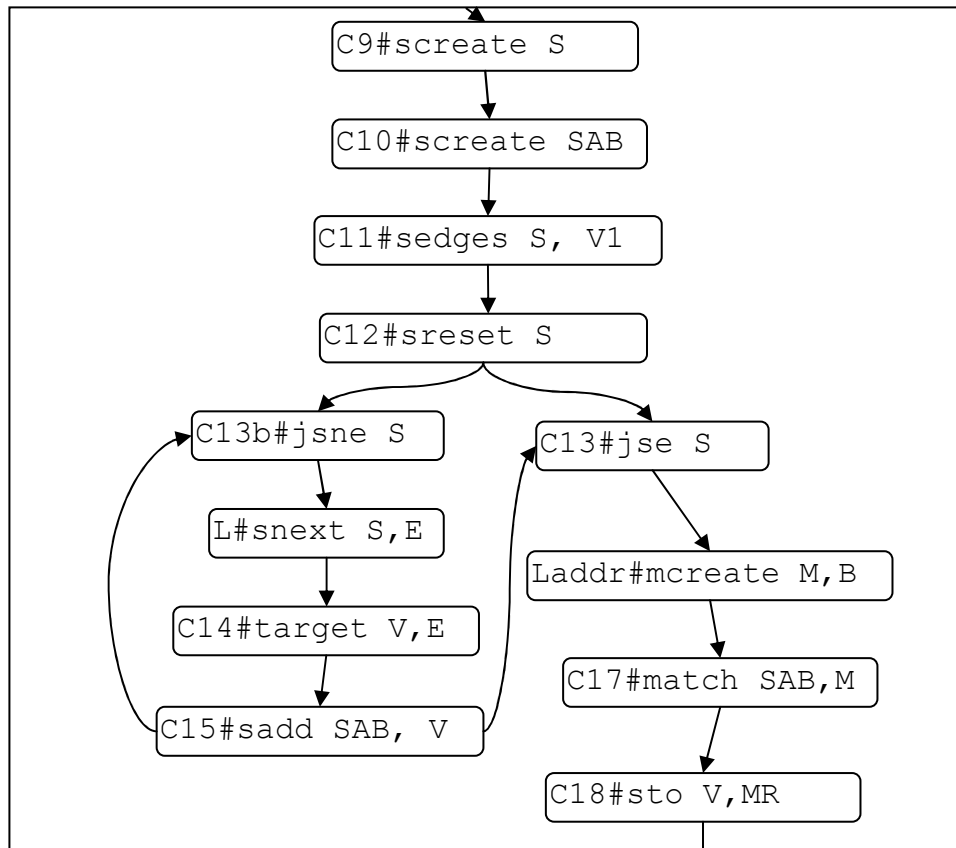 C9#screate S
C10#screate SAB
C11#sedges S, V1
C12#sreset S
C13b#jsne S
C13#jse S
L#snext S,E
Laddr#mcreate M,B
C14#target V,E
C17#match SAB,M
C15#sadd SAB, V
C18#sto V,MR